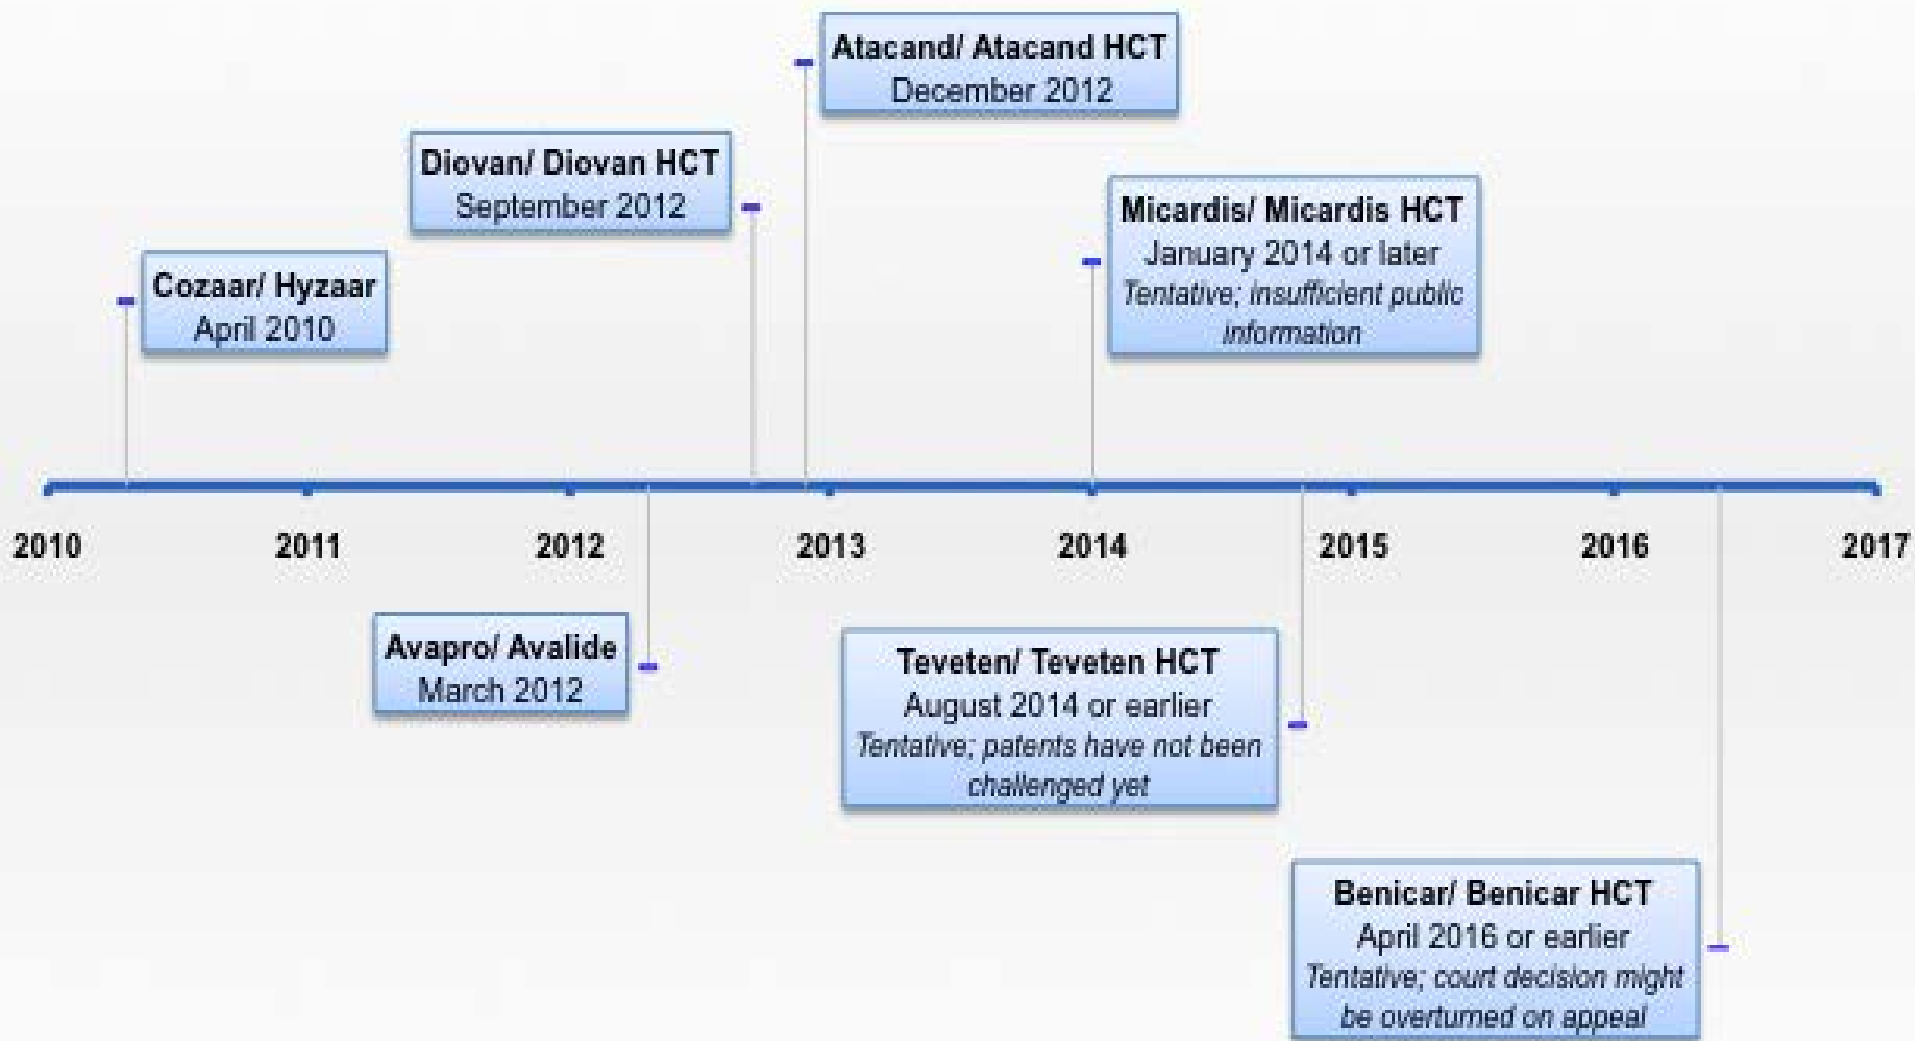 Atacand/ Atacand HCT
December 2012
Diovan/ Diovan HCT
September 2012
Micardis/ Micardis HCT
January 2014 or later
Tentative; insufficient public
information
Cozaar/ Hyzaar
April 2010
2010 2011 2012 2013 2014 2015 2016 2017
Avapro/ Avalide
March 2012
Teveten/ Teveten HCT
August 2014 or earlier
Tentative; patents have not been
challenged yet
Benicar/ Benicar HCT
April 2016 or earlier
Tentative; court decision might
be overturned on appeal